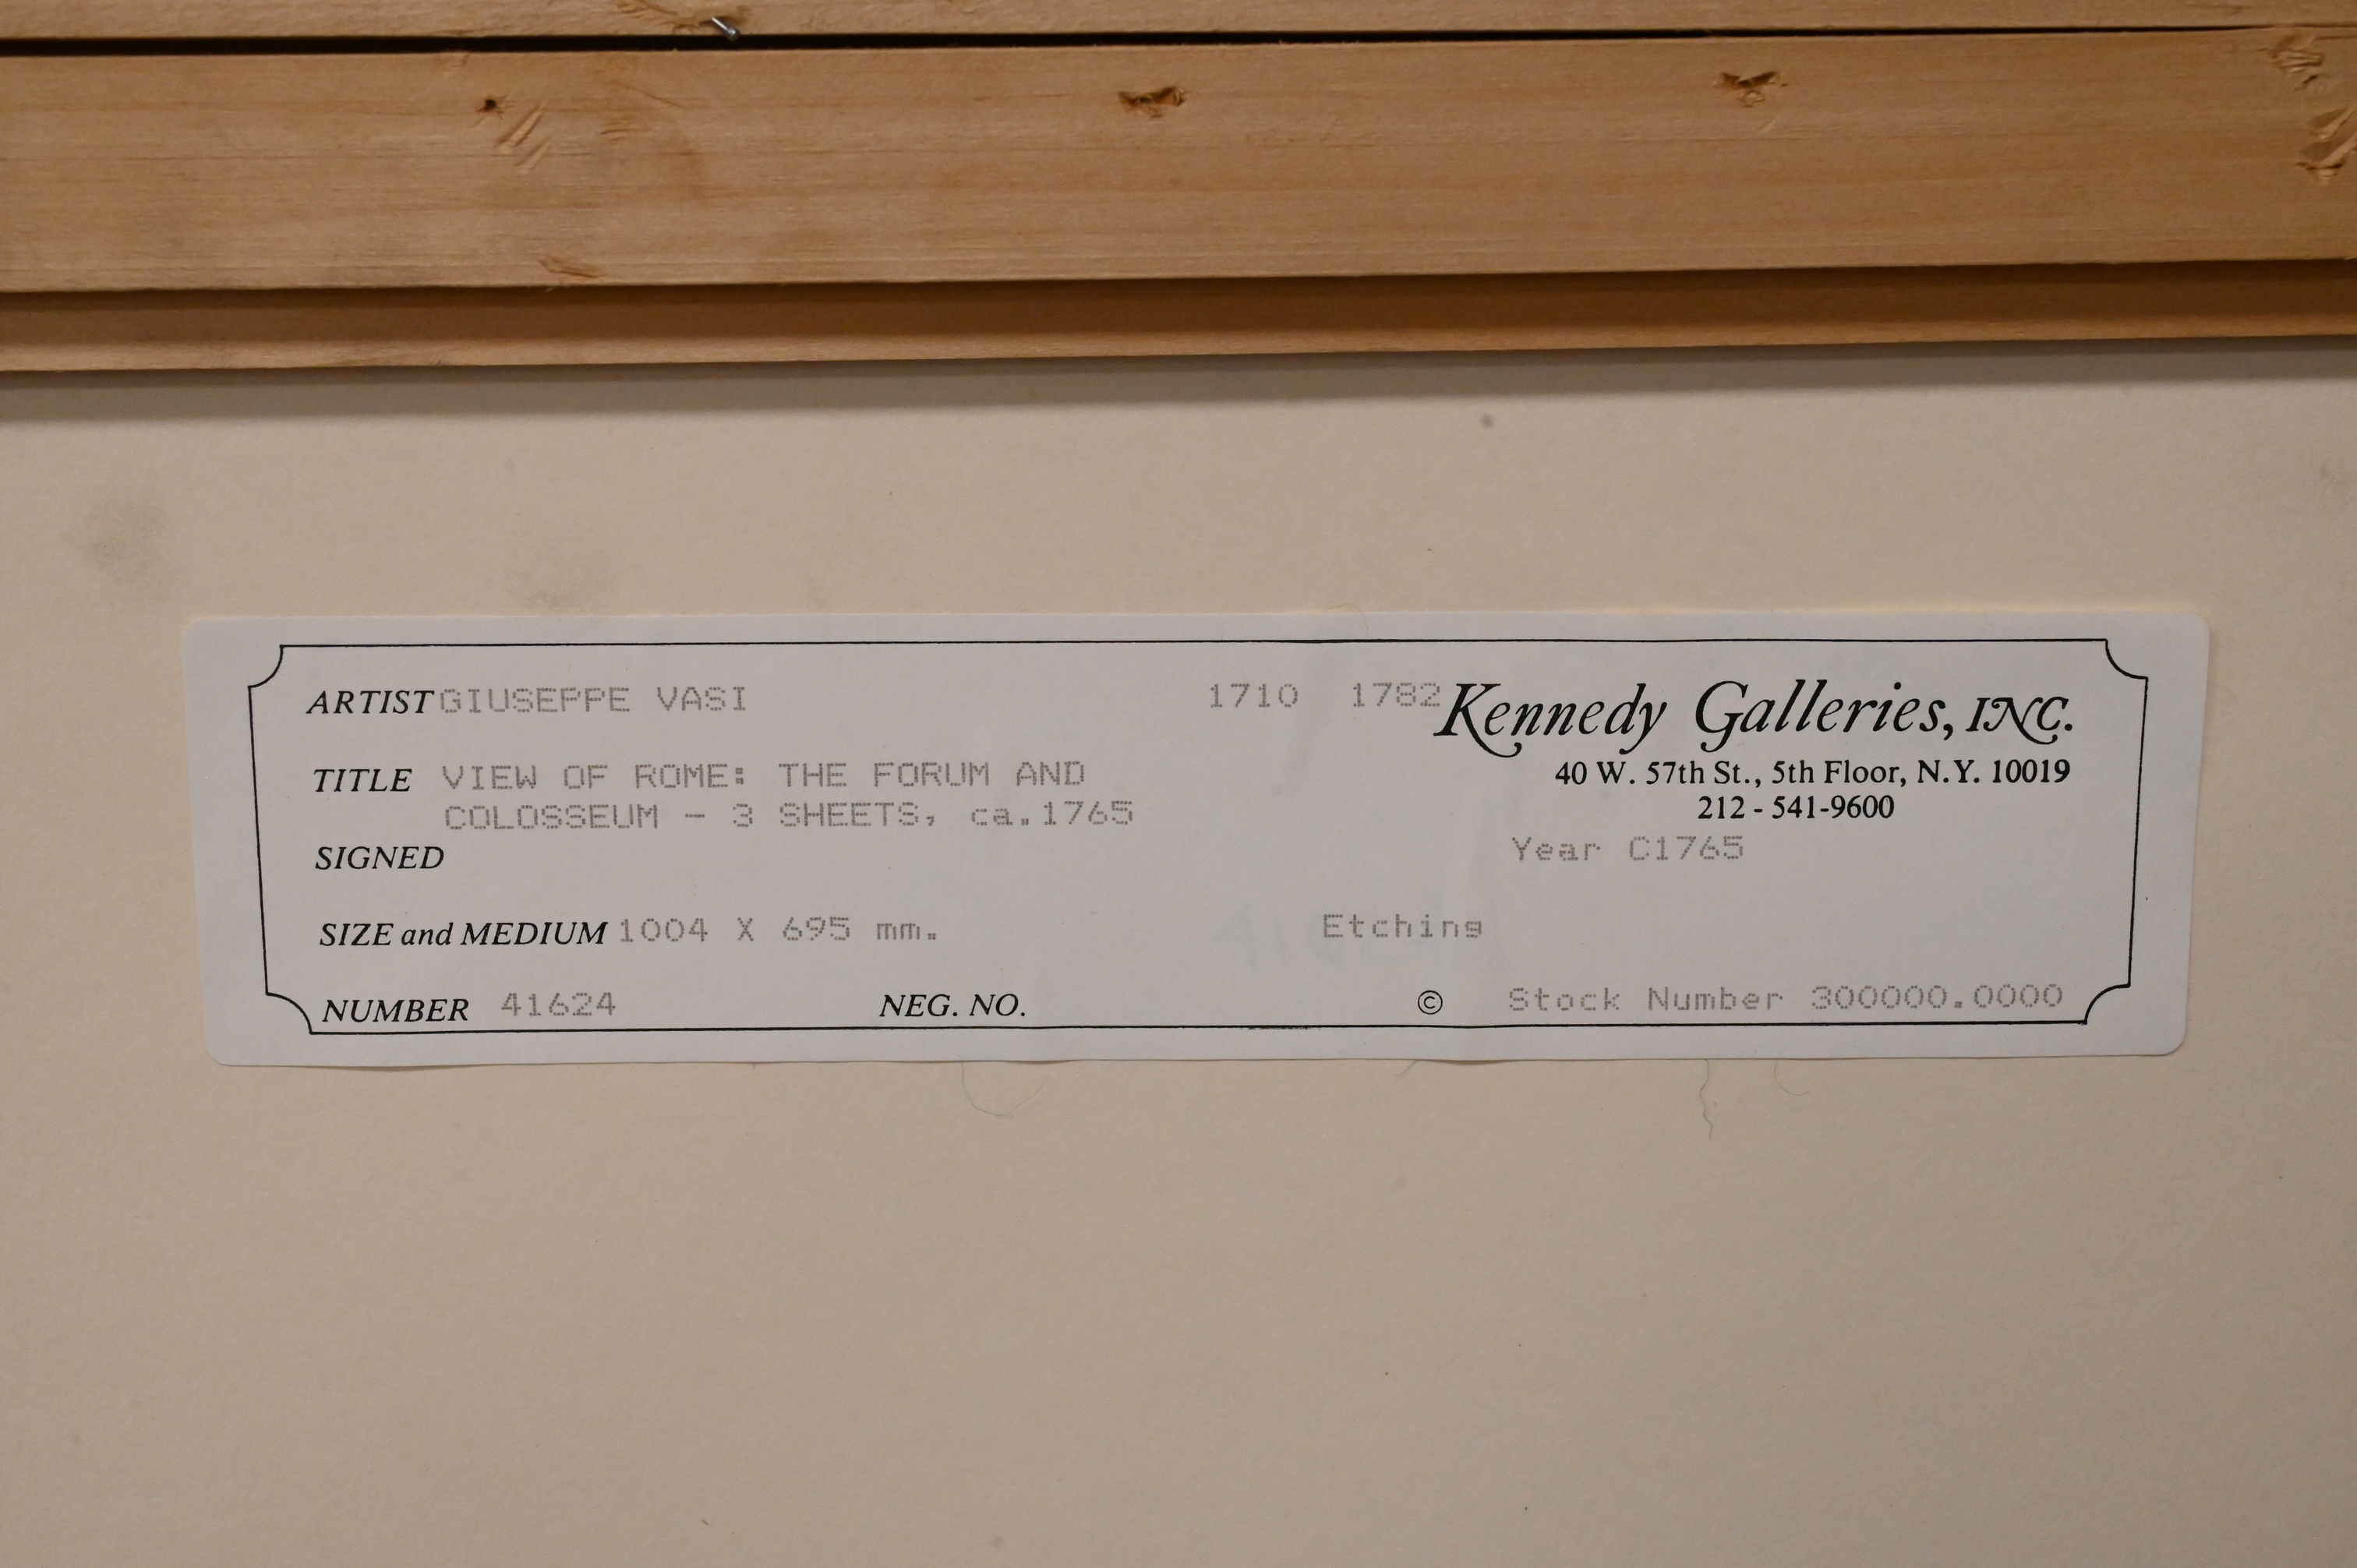 ARTIST GIUSEPPE VASI 1710 1782 Kennedy Galleries, INC.
40 W. 57th St., 5th Floor, N.Y. 10019
TITLE VIEW OF ROME: THE FORUM AND
COLOSSEUM - 3 SHEETS, ca.1765
212 - 541-9600
SIGNED Year C1765
SIZE and MEDIUM 1004 X 695 mm. Etching
NUMBER 41624 NEG. NO. © Stock Number 300000.0000